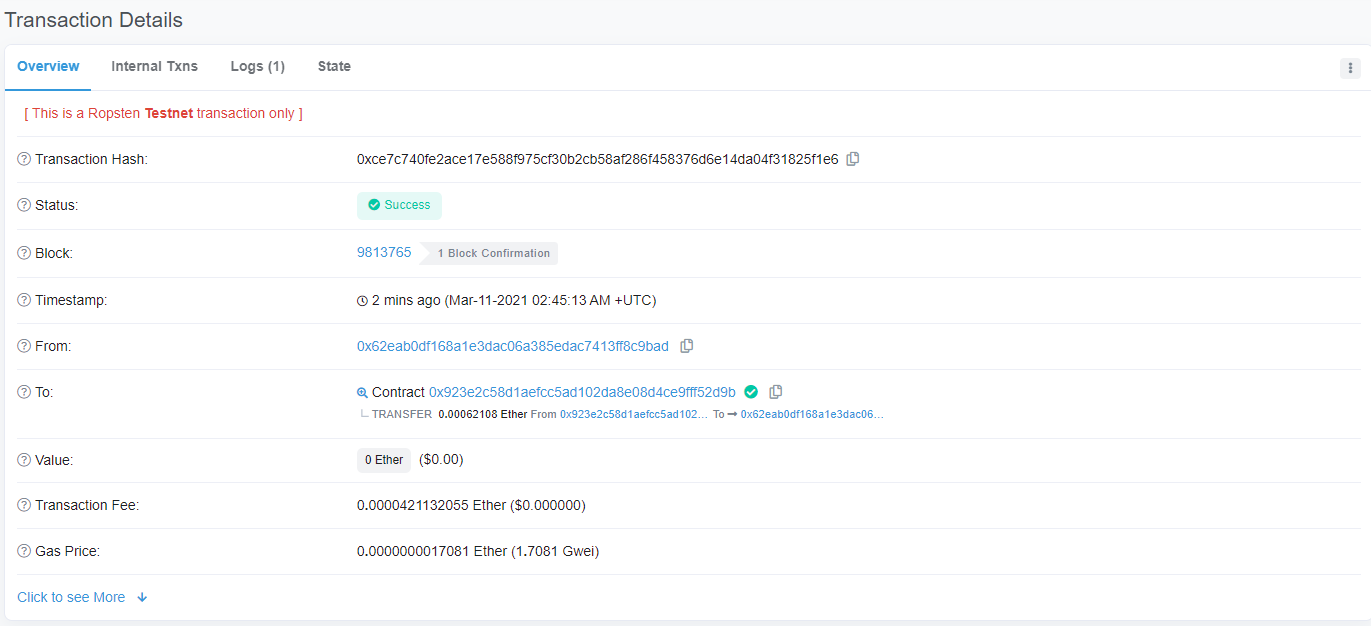 Transaction Details
Overview Internal Txns Logs (1) State
[ This is a Ropsten Testnet transaction only ]
Transaction Hash: 0xce7c740fe2ace17e588f975cf30b2cb58af286f458376d6e14da04f31825f1e6
Status: Success
Block: 9813765 1 Block Confirmation
Timestamp: 2 mins ago (Mar-11-2021 02:45:13 AM +UTC)
From: 0x62eab0df168a1e3dac06a385edac7413ff8c9bad
To: Contract 0x923e2c58d1aefcc5ad102da8e08d4ce9fff52d9b
TRANSFER 0.00062108 Ether From 0x923e2c58d1aefcc5ad102... To → 0x62eab0df168a1e3dac06...
Value: 0 Ether ($0.00)
Transaction Fee: 0.0000421132055 Ether ($0.000000)
Gas Price: 0.0000000017081 Ether (1.7081 Gwei)
Click to see More ↓